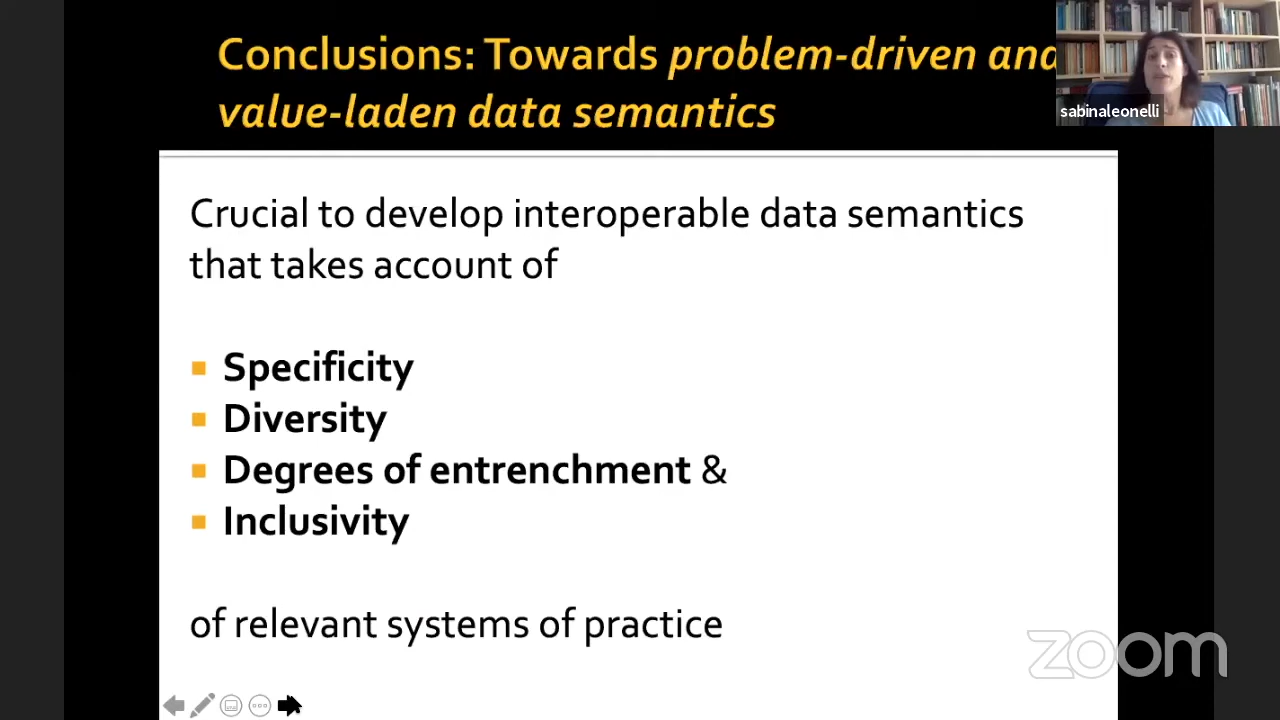 Conclusions: Towards problem-driven and
value-laden data semantics
sabinaleonelli
Crucial to develop interoperable data semantics
that takes account of
Specificity
Diversity
Degrees of entrenchment &
Inclusivity
of relevant systems of practice
zoom